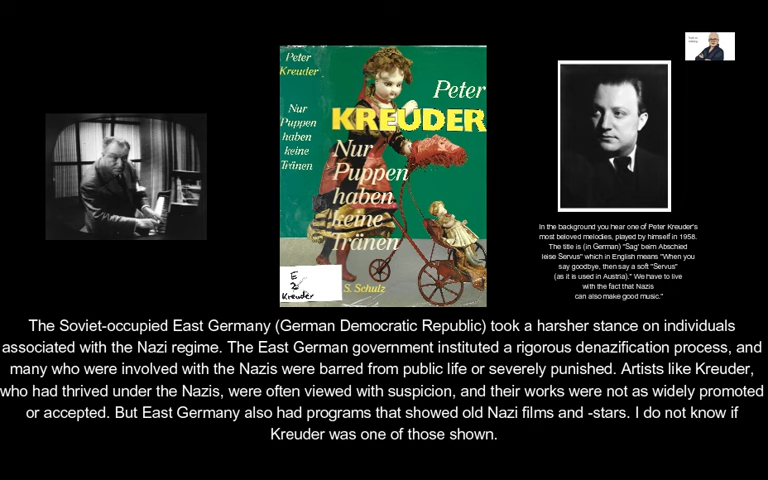 Peter
Kreuder
Nur
Puppen
haben
keine
Tränen
Peter
KREUDER
Nur
Puppen
haben
keine
Tränen
E
2
Kreuder
S. Schulz
In the background you hear one of Peter Kreuder's
most beloved melodies, played by himself in 1958.
The title is (in German) "Sag' beim Abschied
leise Servus" which in English means "When you
say goodbye, then say a soft "Servus"
(as it is used in Austria)." We have to live
with the fact that Nazis
can also make good music."
The Soviet-occupied East Germany (German Democratic Republic) took a harsher stance on individuals
associated with the Nazi regime. The East German government instituted a rigorous denazification process, and
many who were involved with the Nazis were barred from public life or severely punished. Artists like Kreuder,
who had thrived under the Nazis, were often viewed with suspicion, and their works were not as widely promoted
or accepted. But East Germany also had programs that showed old Nazi films and -stars. I do not know if
Kreuder was one of those shown.